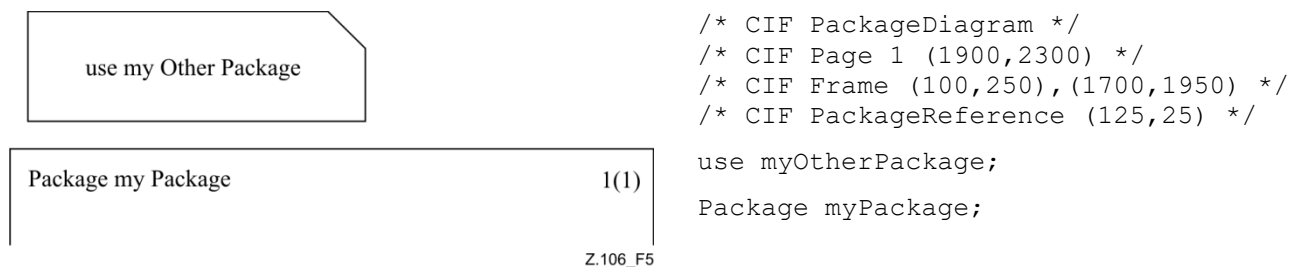 use my Other Package
Package my Package 1(1)
Z.106_F5
/* CIF PackageDiagram */
/* CIF Page 1 (1900,2300) */
/* CIF Frame (100,250),(1700,1950) */
/* CIF PackageReference (125,25) */
use myOtherPackage;
Package myPackage;